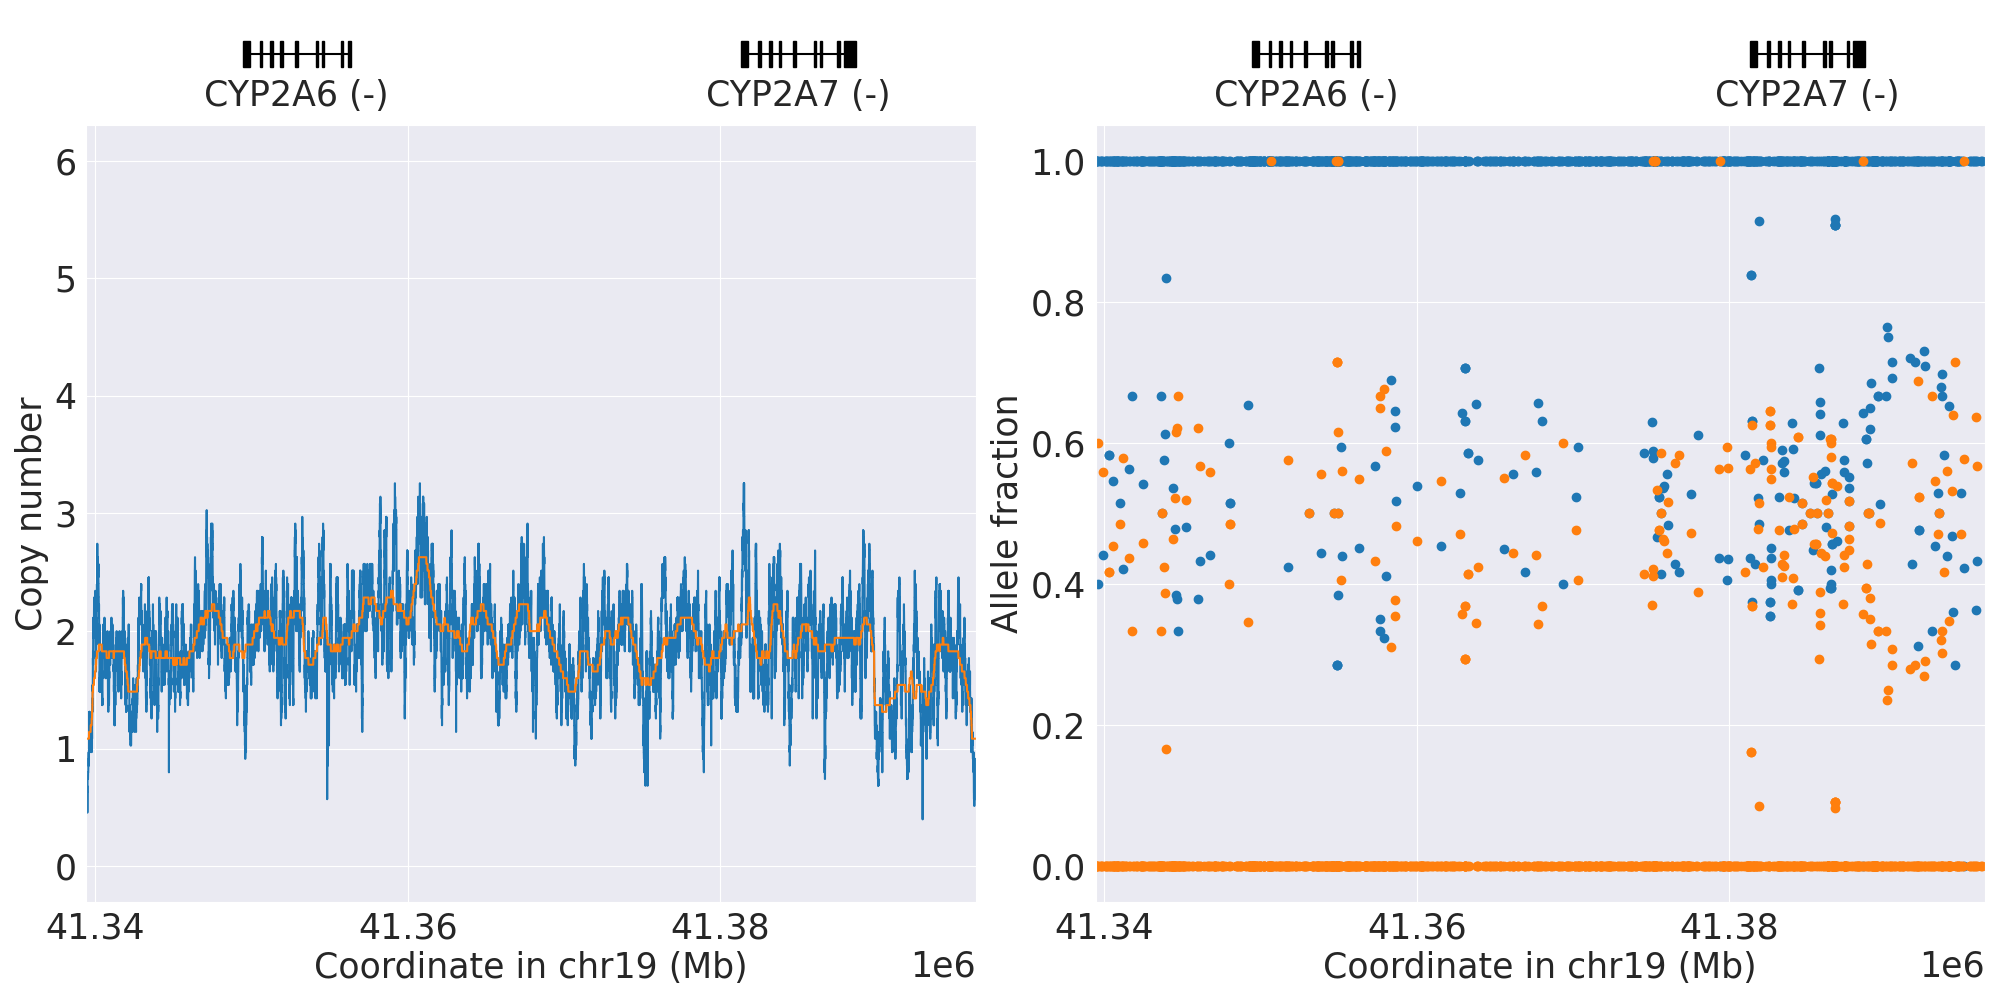 CYP2A6 (-)
CYP2A7 (-)
CYP2A6 (-)
CYP2A7 (-)
Copy number
6
5
4
3
2
1
0
41.34
41.36
41.38
Coordinate in chr19 (Mb)
1e6
Allele fraction
1.0
0.8
0.6
0.4
0.2
0.0
41.34
41.36
41.38
Coordinate in chr19 (Mb)
1e6